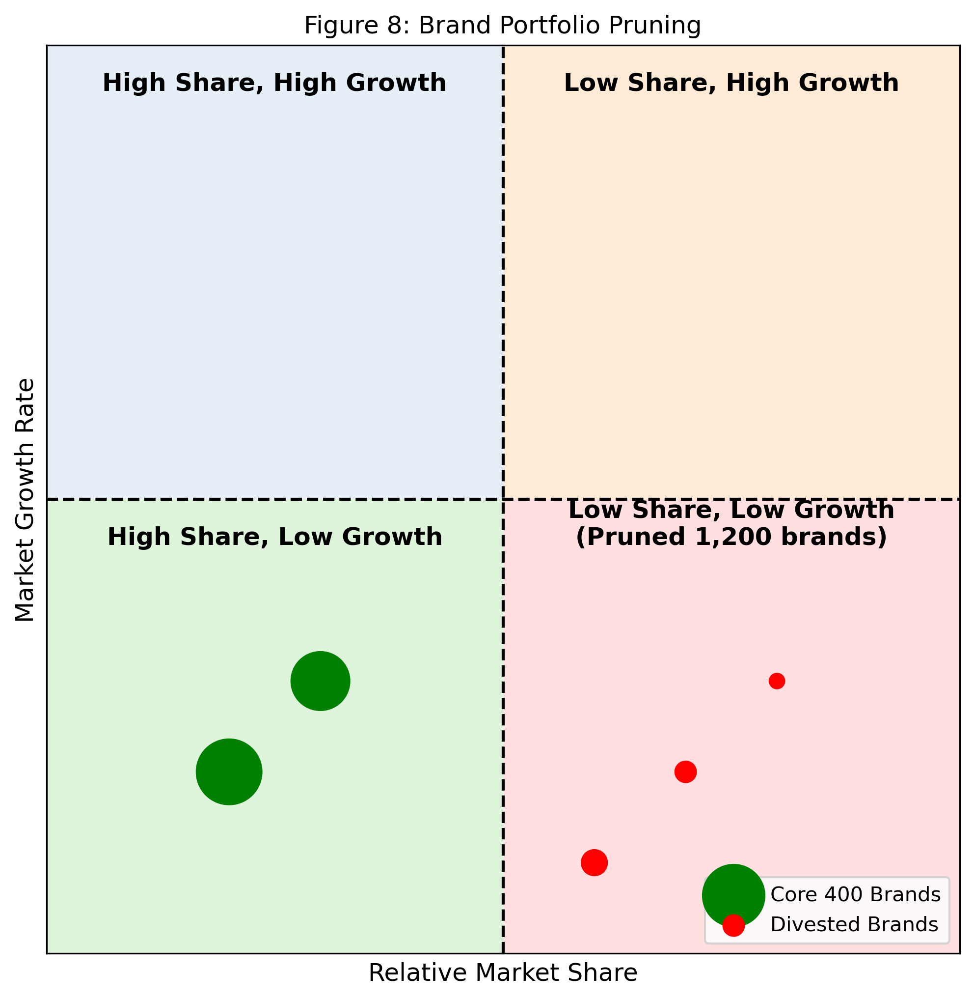 Figure 8: Brand Portfolio Pruning
High Share, High Growth
Low Share, High Growth
Market Growth Rate
High Share, Low Growth
Low Share, Low Growth
(Pruned 1,200 brands)
Core 400 Brands
Divested Brands
Relative Market Share